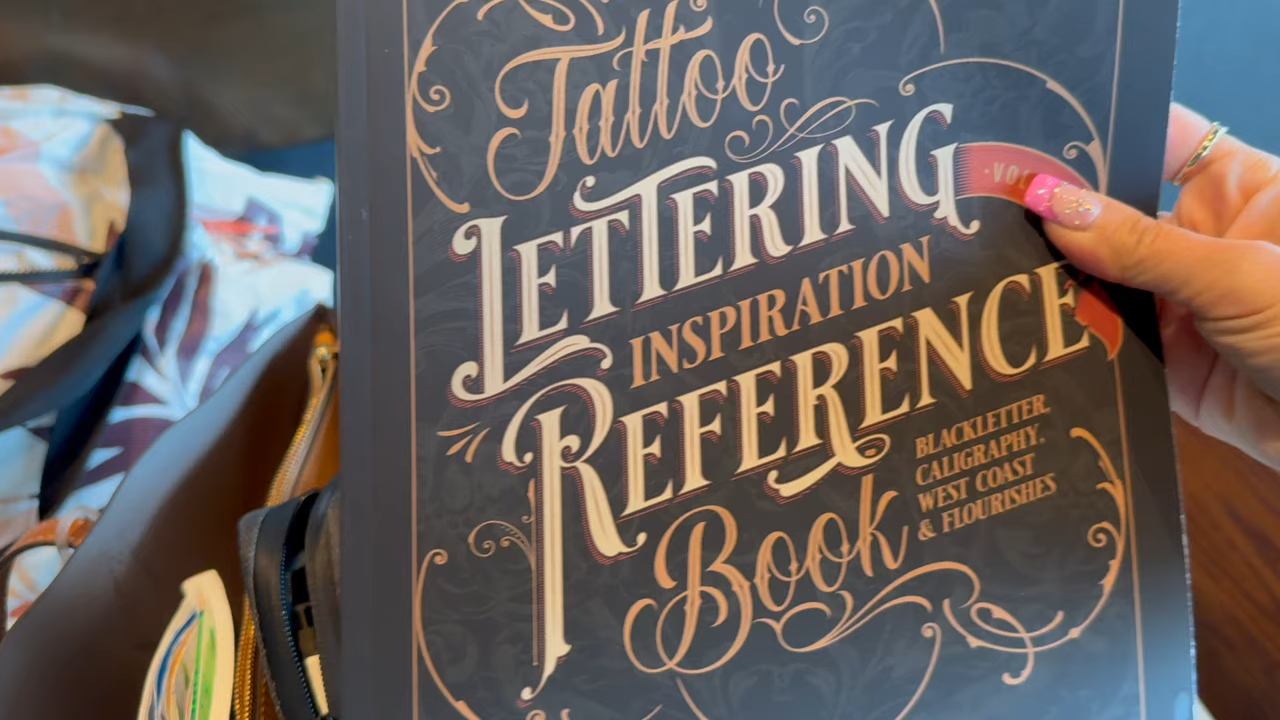 Tattoo
LETTERING
INSPIRATION
REFERENCE
Book
BLACKLETTER,
CALIGRAPHY,
WEST COAST
& FLOURISHES